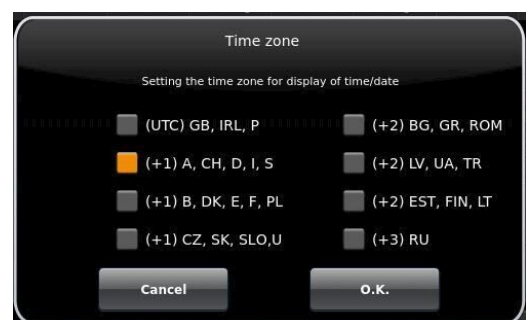 Time zone
Setting the time zone for display of time/date
(UTC) GB, IRL, P
(+2) BG, GR, ROM
(+1) A, CH, D, I, S
(+2) LV, UA, TR
(+1) B, DK, E, F, PL
(+2) EST, FIN, LT
(+1) CZ, SK, SLO,U
(+3) RU
Cancel
O.K.